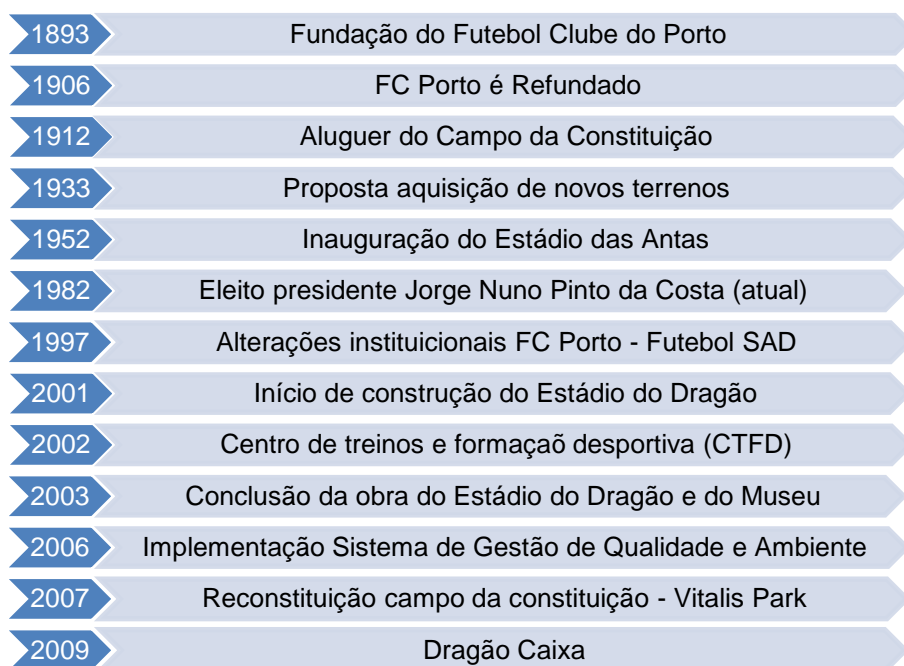 1893 Fundação do Futebol Clube do Porto
1906 FC Porto é Refundado
1912 Aluguer do Campo da Constituição
1933 Proposta aquisição de novos terrenos
1952 Inauguração do Estádio das Antas
1982 Eleito presidente Jorge Nuno Pinto da Costa (atual)
1997 Alterações instituicionais FC Porto - Futebol SAD
2001 Início de construção do Estádio do Dragão
2002 Centro de treinos e formaçaõ desportiva (CTFD)
2003 Conclusão da obra do Estádio do Dragão e do Museu
2006 Implementação Sistema de Gestão de Qualidade e Ambiente
2007 Reconstituição campo da constituição - Vitalis Park
2009 Dragão Caixa